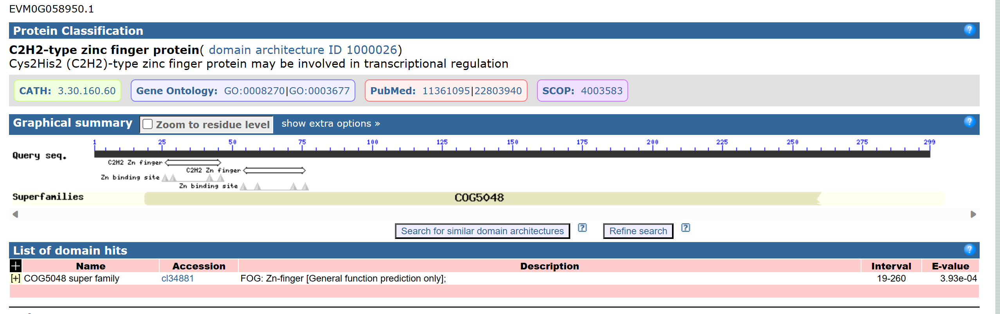 EVM0G058950.1
Protein Classification
?
C2H2-type zinc finger protein( domain architecture ID 1000026)
Cys2His2 (C2H2)-type zinc finger protein may be involved in transcriptional regulation
CATH: 3.30.160.60 Gene Ontology: GO:0008270|GO:0003677 PubMed: 11361095|22803940 SCOP: 4003583
Graphical summary Zoom to residue level show extra options »
?
1 25 50 75 100 125 150 175 200 225 250 275 299
Query seq.
C2H2 Zn finger
C2H2 Zn finger
Zn binding site
Zn binding site
Superfamilies COG5048
Search for similar domain architectures ? Refine search ?
List of domain hits
?
+ Name Accession Description Interval E-value
[+] COG5048 super family cl34881 FOG: Zn-finger [General function prediction only]; 19-260 3.93e-04